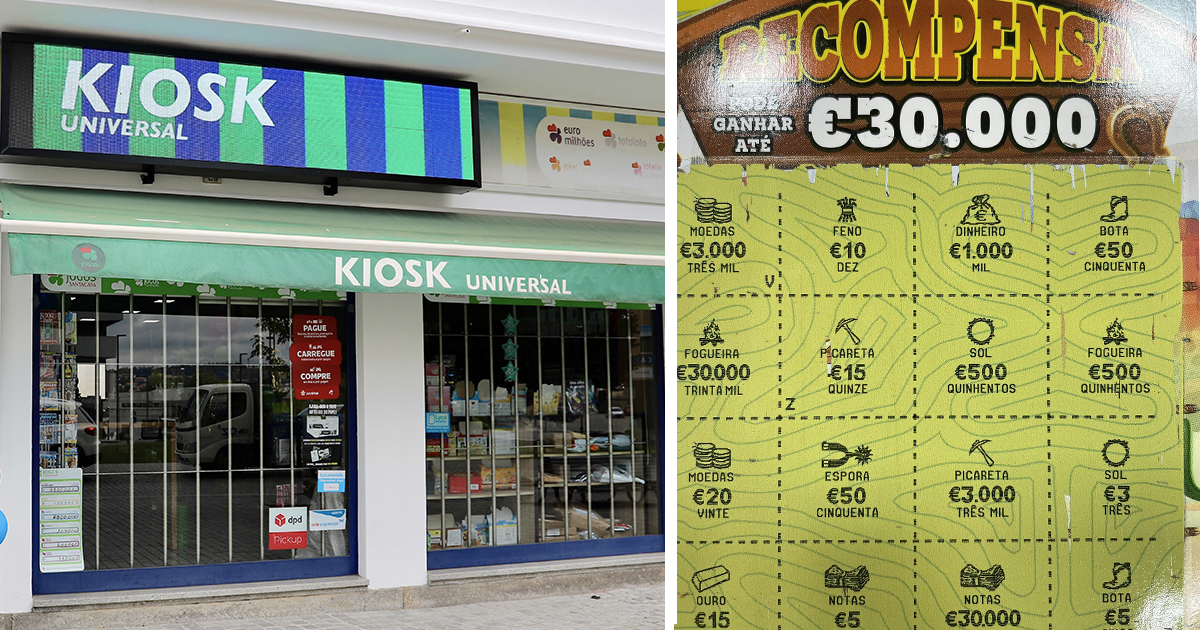 KIOSK
UNIVERSAL
euro
milhões
totoloto
joker
lotaria
KIOSK UNIVERSAL
JOGOS
SANTA CASA
PAGUE
CARREGUE
COMPRE
dpd
Pickup
RECOMPENSA
PODE
GANHAR
ATÉ
€30.000
MOEDAS
€3.000
TRÊS MIL
V
FENO
€10
DEZ
DINHEIRO
€1.000
MIL
BOTA
€50
CINQUENTA
FOGUEIRA
€30.000
TRINTA MIL
PICARETA
€15
QUINZE
Z
SOL
€500
QUINHENTOS
FOGUEIRA
€500
QUINHENTOS
MOEDAS
€20
VINTE
ESPORA
€50
CINQUENTA
PICARETA
€3.000
TRÊS MIL
SOL
€3
TRÊS
OURO
€15
NOTAS
€5
NOTAS
€30.000
BOTA
€5